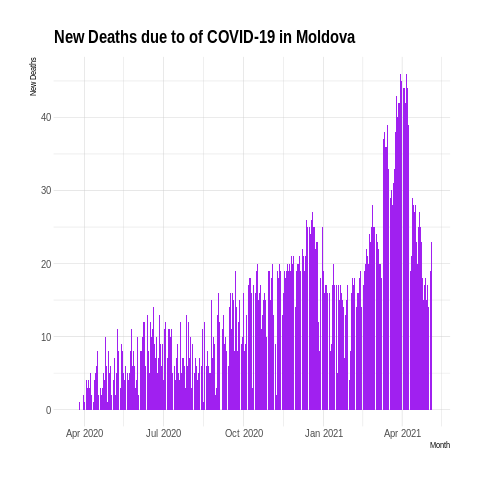 New Deaths due to of COVID-19 in Moldova
New Deaths
40
30
20
10
0
Apr 2020 Jul 2020 Oct 2020 Jan 2021 Apr 2021
Month